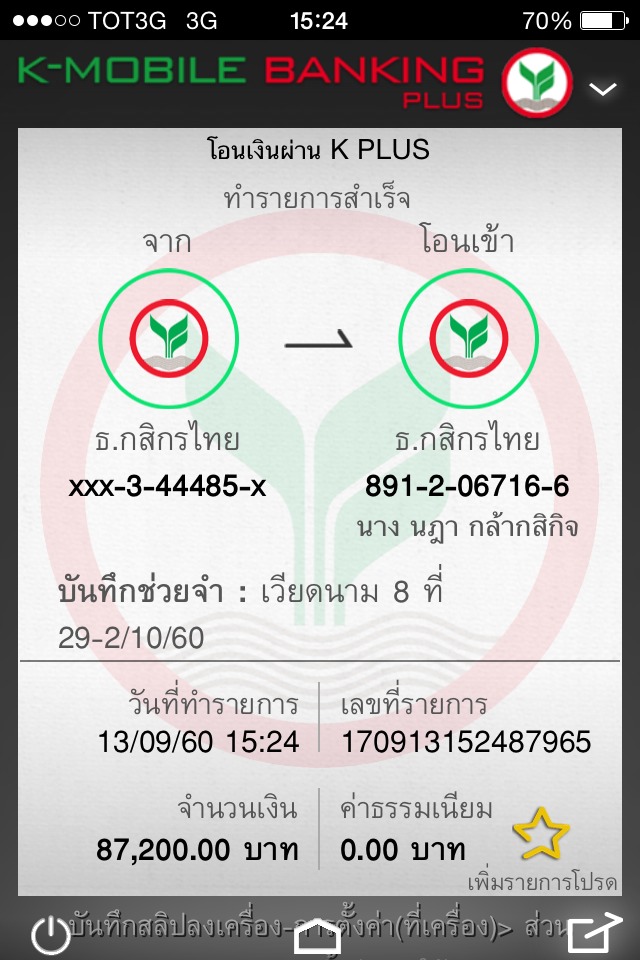 TOT3G 3G 15:24 70%
K-MOBILE BANKING
PLUS
โอนเงินผ่าน K PLUS
ทำรายการสำเร็จ
จาก โอนเข้า
ธ.กสิกรไทย ธ.กสิกรไทย
xxx-3-44485-x 891-2-06716-6
นาง นฎา กล้ากสิกิจ
บันทึกช่วยจำ : เวียดนาม 8 ที่
29-2/10/60
วันที่ทำรายการ เลขที่รายการ
13/09/60 15:24 170913152487965
จำนวนเงิน ค่าธรรมเนียม
87,200.00 บาท 0.00 บาท
เพิ่มรายการโปรด
บันทึกสลิปลงเครื่อง-การตั้งค่า(ที่เครื่อง)> ส่วน